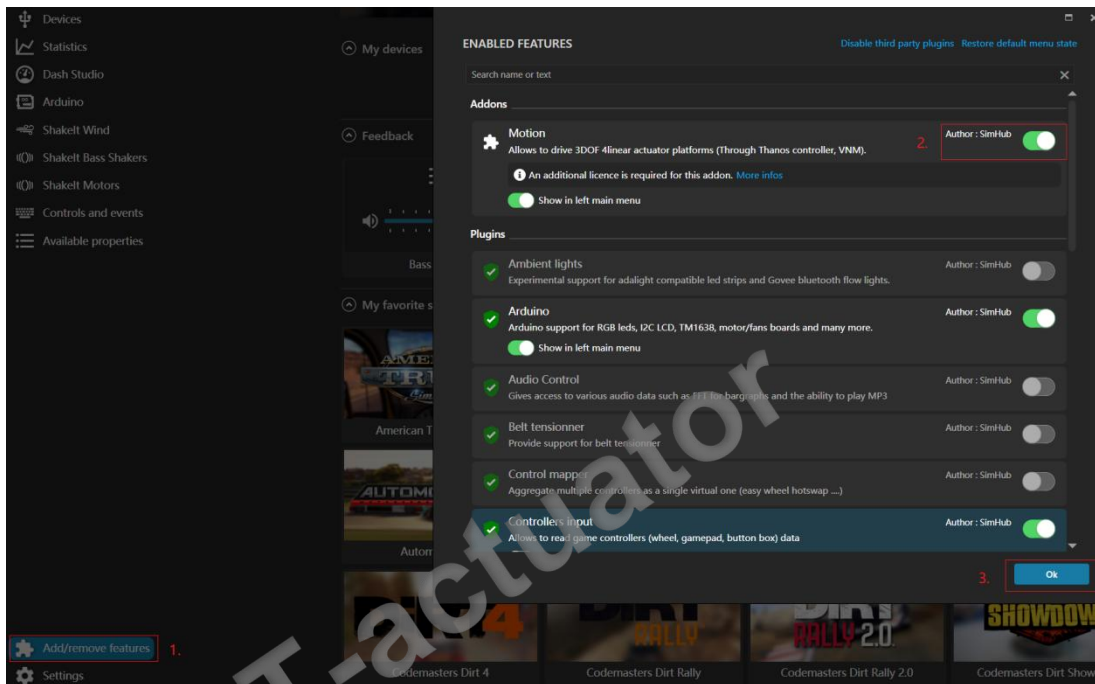 Devices
Statistics
Dash Studio
Arduino
ShakeIt Wind
ShakeIt Bass Shakers
ShakeIt Motors
Controls and events
Available properties
Add/remove features
1.
Settings
My devices
Feedback
Bass
My favorite s
AME
TRU
American T
AUTOMO
Autom
4
Codemasters Dirt 4
DIRT
RALLY
Codemasters Dirt Rally
DIRT
RALLY 2.0
Codemasters Dirt Rally 2.0
SHOWDOW
Codemasters Dirt Show
ENABLED FEATURES
Disable third party plugins Restore default menu state
Search name or text
Addons
Motion
2.
Author : SimHub
Allows to drive 3DOF 4linear actuator platforms (Through Thanos controller, VNM).
An additional licence is required for this addon. More infos
Show in left main menu
Plugins
Ambient lights
Author : SimHub
Experimental support for adalight compatible led strips and Govee bluetooth flow lights.
Arduino
Author : SimHub
Arduino support for RGB leds, I2C LCD, TM1638, motor/fans boards and many more.
Show in left main menu
Audio Control
Author : SimHub
Gives access to various audio data such as FFT for bargraphs and the ability to play MP3
Belt tensionner
Author : SimHub
Provide support for belt tensionner
Control mapper
Author : SimHub
Aggregate multiple controllers as a single virtual one (easy wheel hotswap ....)
Controllers input
Author : SimHub
Allows to read game controllers (wheel, gamepad, button box) data
3.
Ok
T-actuator